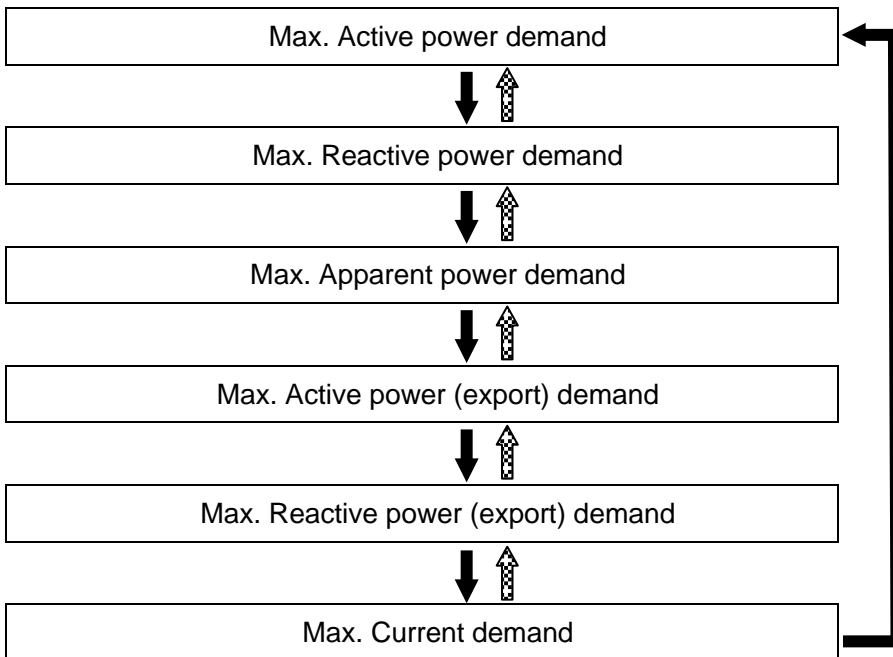 Max. Active power demand
Max. Reactive power demand
Max. Apparent power demand
Max. Active power (export) demand
Max. Reactive power (export) demand
Max. Current demand